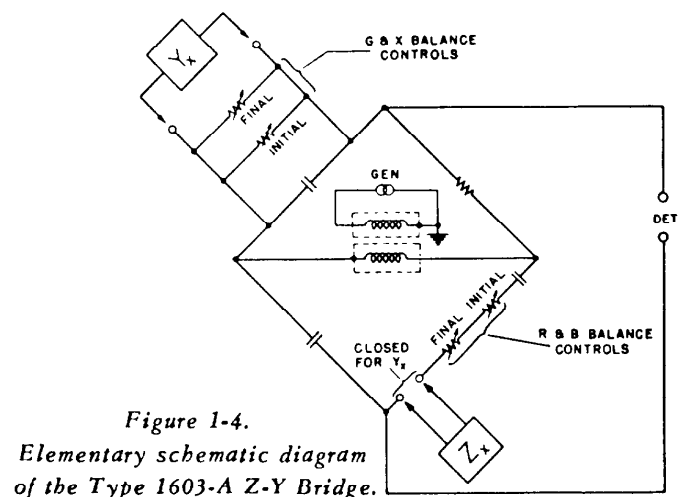 G & X BALANCE
CONTROLS
Yx
FINAL
INITIAL
GEN
DET
FINAL INITIAL
CLOSED
FOR Yx
R & B BALANCE
CONTROLS
Zx
Figure 1-4.
Elementary schematic diagram
of the Type 1603-A Z-Y Bridge.